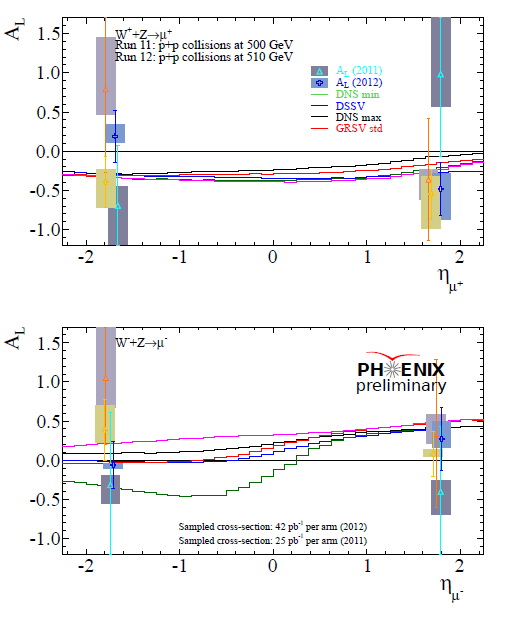 A_L
W⁺+Z→μ⁺
Run 11: p+p collisions at 500 GeV
Run 12: p+p collisions at 510 GeV
A_L (2011)
A_L (2012)
DNS min
DSSV
DNS max
GRSV std
1.5
1.0
0.5
0.0
-0.5
-1.0
-2 -1 0 1 2
η_μ⁺
A_L
W⁻+Z→μ⁻
PHENIX
preliminary
1.5
1.0
0.5
0.0
-0.5
-1.0
Sampled cross-section: 42 pb⁻¹ per arm (2012)
Sampled cross-section: 25 pb⁻¹ per arm (2011)
-2 -1 0 1 2
η_μ⁻